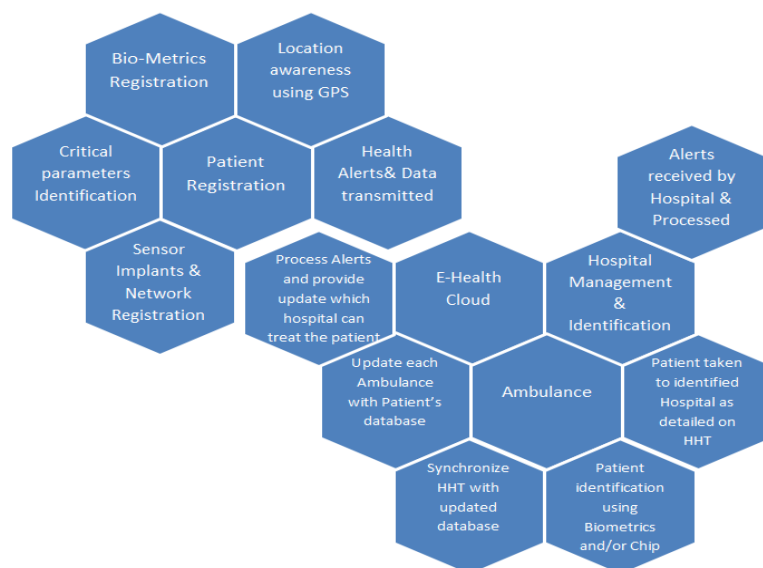 Bio-Metrics
Registration
Location
awareness
using GPS
Critical
parameters
Identification
Patient
Registration
Health
Alerts& Data
transmitted
Alerts
received by
Hospital &
Processed
Sensor
Implants &
Network
Registration
Process Alerts
and provide
update which
hospital can
treat the patient
E-Health
Cloud
Hospital
Management
&
Identification
Update each
Ambulance
with Patient's
database
Ambulance
Patient taken
to identified
Hospital as
detailed on
HHT
Synchronize
HHT with
updated
database
Patient
identification
using
Biometrics
and/or Chip